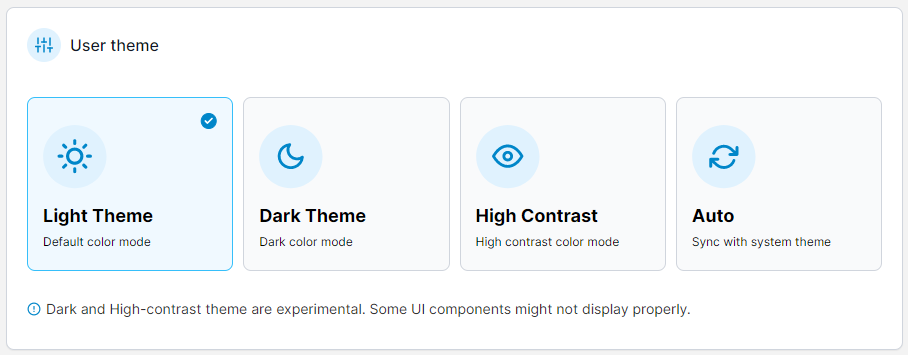 User theme
Light Theme
Default color mode
Dark Theme
Dark color mode
High Contrast
High contrast color mode
Auto
Sync with system theme
Dark and High-contrast theme are experimental. Some UI components might not display properly.